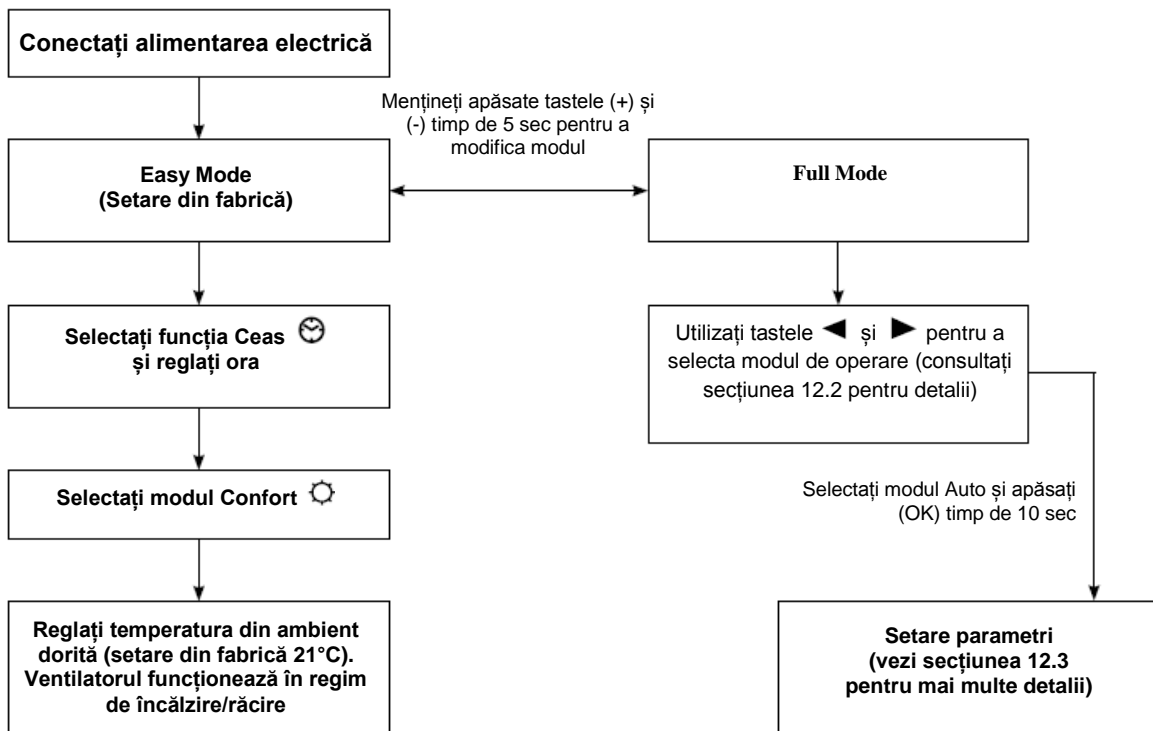 Conectați alimentarea electrică
Mențineți apăsate tastele (+) și
(-) timp de 5 sec pentru a
modifica modul
Easy Mode
(Setare din fabrică)
Full Mode
Selectați funcția Ceas
și reglați ora
Utilizați tastele ◀ și ▶ pentru a
selecta modul de operare (consultați
secțiunea 12.2 pentru detalii)
Selectați modul Confort
Selectați modul Auto și apăsați
(OK) timp de 10 sec
Reglați temperatura din ambient
dorită (setare din fabrică 21°C).
Ventilatorul funcționează în regim
de încălzire/răcire
Setare parametri
(vezi secțiunea 12.3
pentru mai multe detalii)